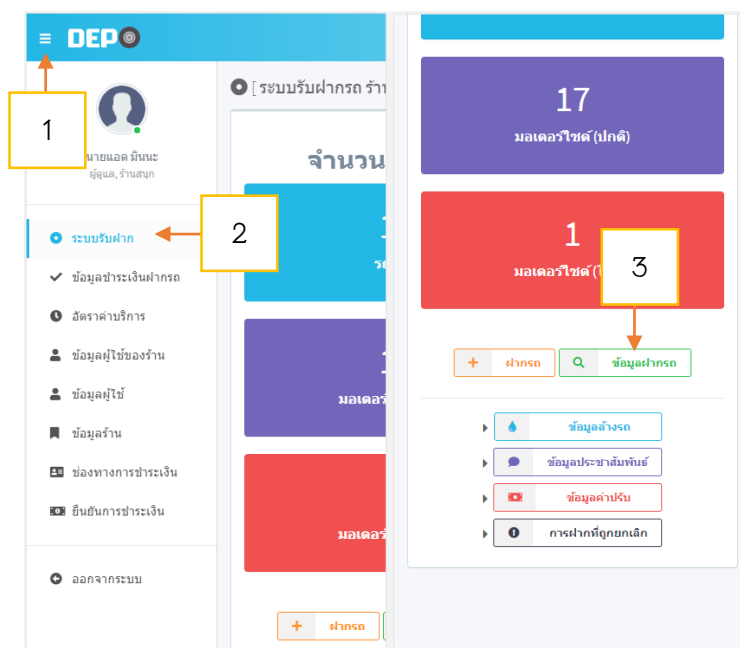 ≡ DEPO
1
นายแอด มินนะ
ผู้ดูแล, ร้านสนุก
ระบบรับฝาก
2
ข้อมูลชำระเงินฝากรถ
อัตราค่าบริการ
ข้อมูลผู้ใช้ของร้าน
ข้อมูลผู้ใช้
ข้อมูลร้าน
ช่องทางการชำระเงิน
ยืนยันการชำระเงิน
ออกจากระบบ
[ ระบบรับฝากรถ
จำนวน
มอเตอร์
มอเตอร์
+ ฝากรถ
17
มอเตอร์ไซด์ (ปกติ)
1
มอเตอร์ไซด์ (
3
+ ฝากรถ
ข้อมูลฝากรถ
ข้อมูลล้างรถ
ข้อมูลประชาสัมพันธ์
ข้อมูลค่าปรับ
การฝากที่ถูกยกเลิก